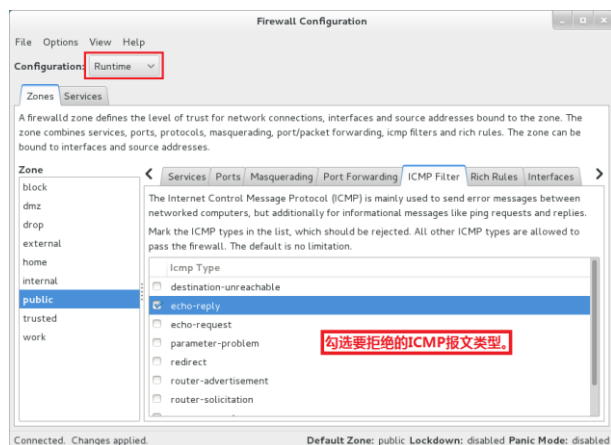 Firewall Configuration
File Options View Help
Configuration: Runtime
Zones Services
A firewalld zone defines the level of trust for network connections, interfaces and source addresses bound to the zone. The
zone combines services, ports, protocols, masquerading, port/packet forwarding, icmp filters and rich rules. The zone can be
bound to interfaces and source addresses.
Zone
block
dmz
drop
external
home
internal
public
trusted
work
Services Ports Masquerading Port Forwarding ICMP Filter Rich Rules Interfaces
The Internet Control Message Protocol (ICMP) is mainly used to send error messages between
networked computers, but additionally for informational messages like ping requests and replies.
Mark the ICMP types in the list, which should be rejected. All other ICMP types are allowed to
pass the firewall. The default is no limitation.
Icmp Type
destination-unreachable
echo-reply
echo-request
parameter-problem
redirect
router-advertisement
router-solicitation
勾选要拒绝的ICMP报文类型。
Connected. Changes applied.
Default Zone: public Lockdown: disabled Panic Mode: disabled